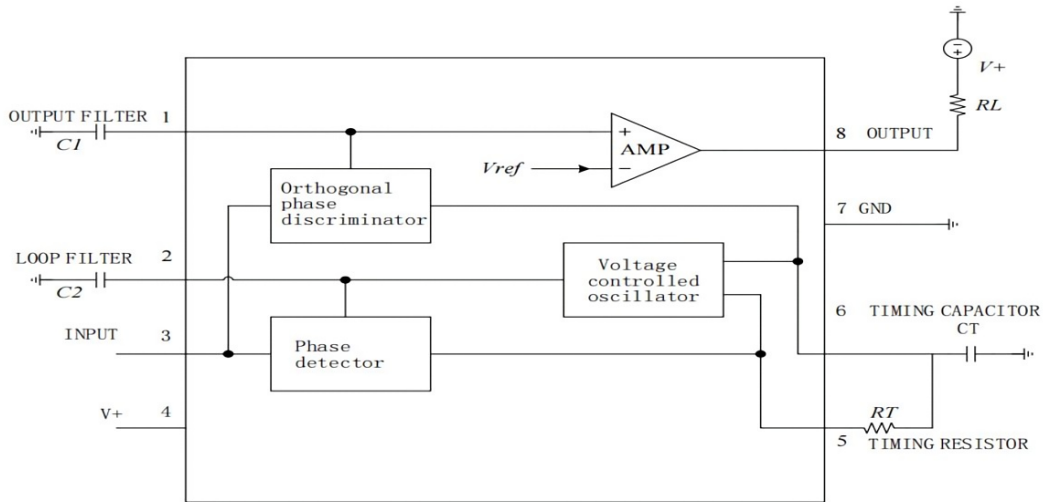 V+
RL
OUTPUT FILTER 1
C1
8 OUTPUT
+
AMP
Vref
−
Orthogonal
phase
discriminator
7 GND
LOOP FILTER 2
C2
Voltage
controlled
oscillator
6 TIMING CAPACITOR
CT
INPUT 3
Phase
detector
V+ 4
RT
5 TIMING RESISTOR